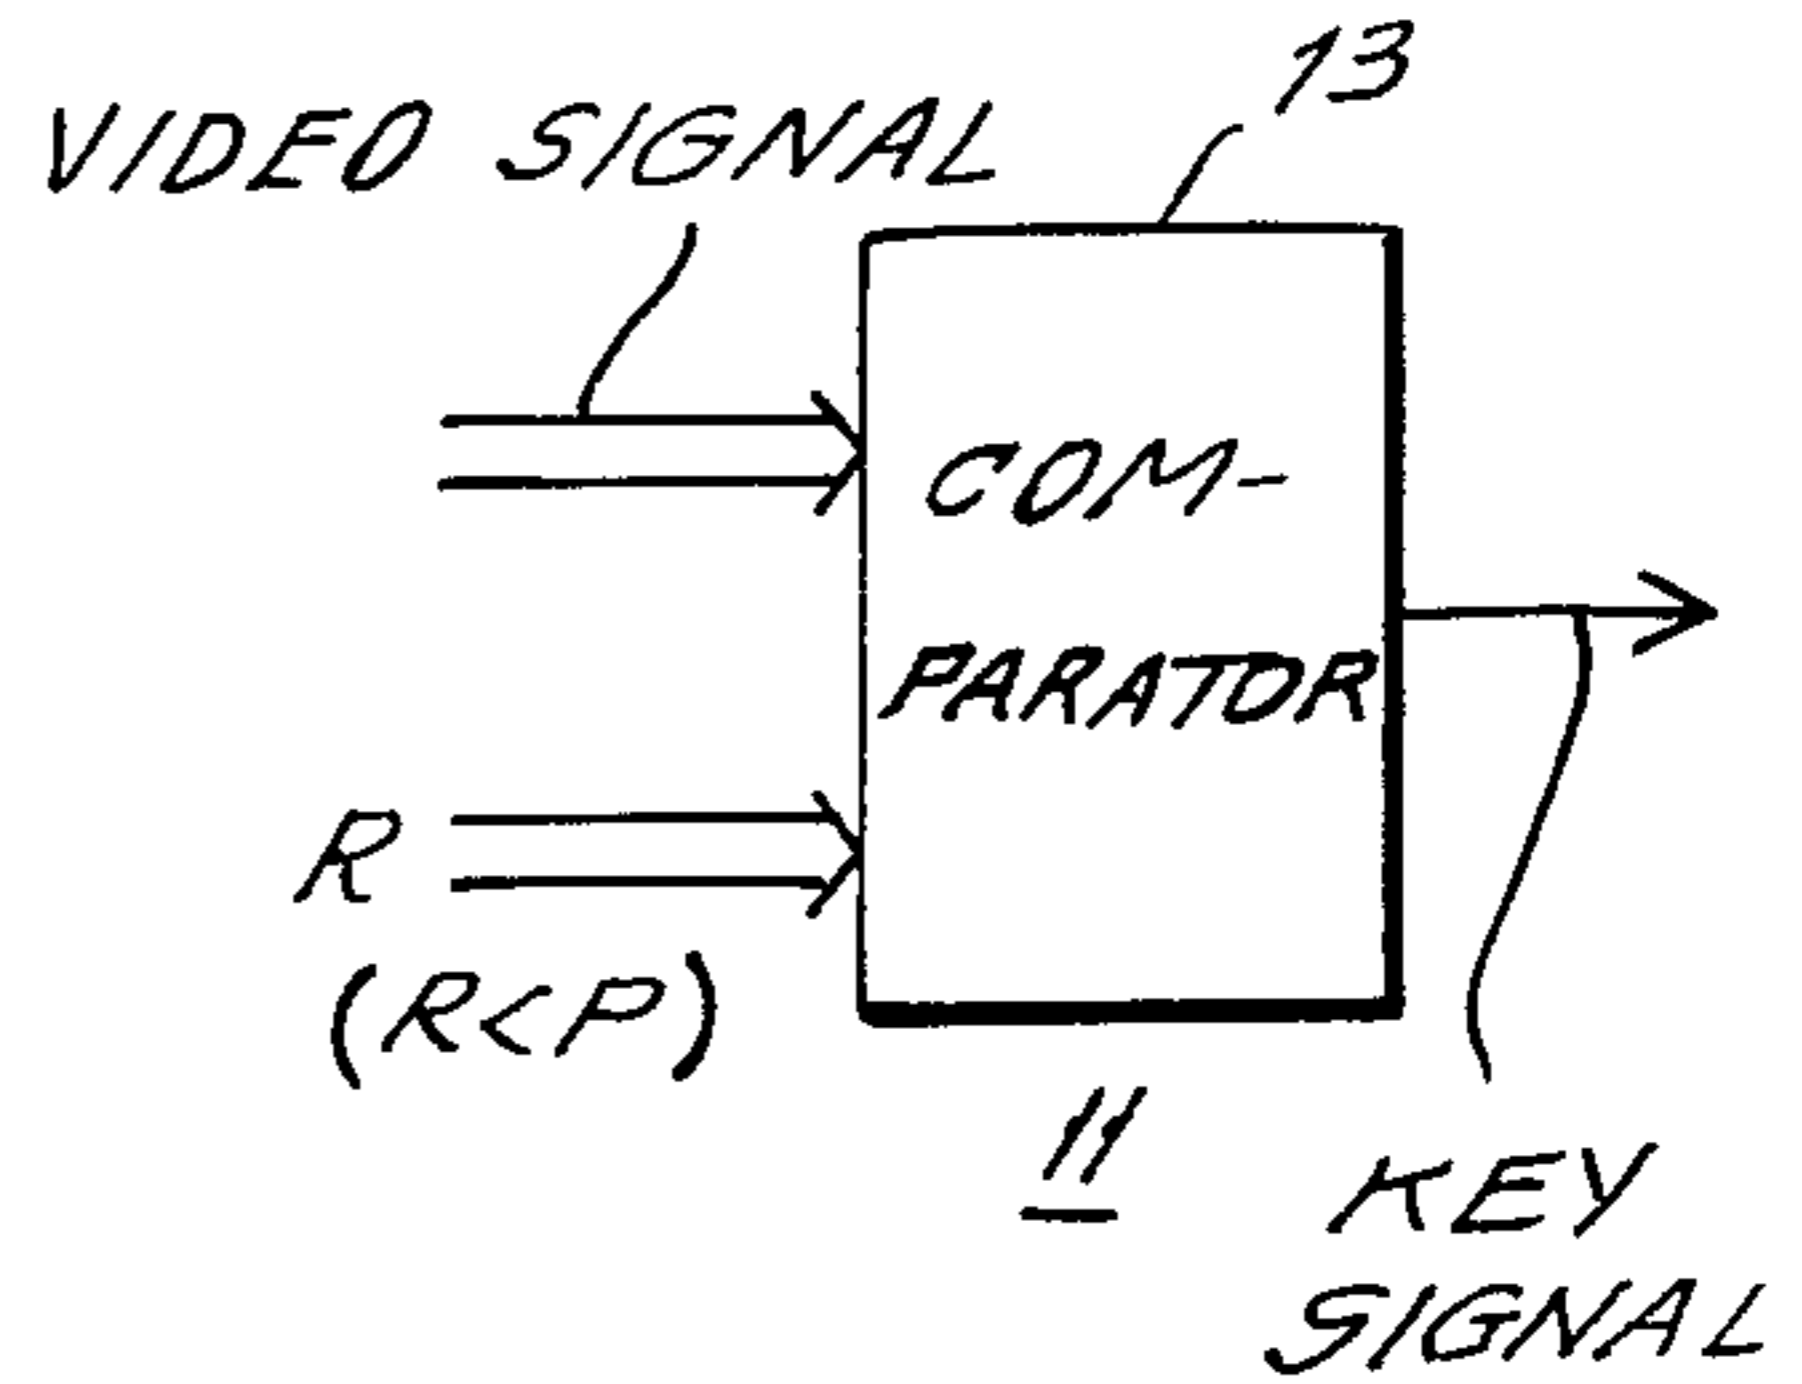 13
VIDEO SIGNAL
COM-
PARATOR
R
(R<P)
11
KEY
SIGNAL